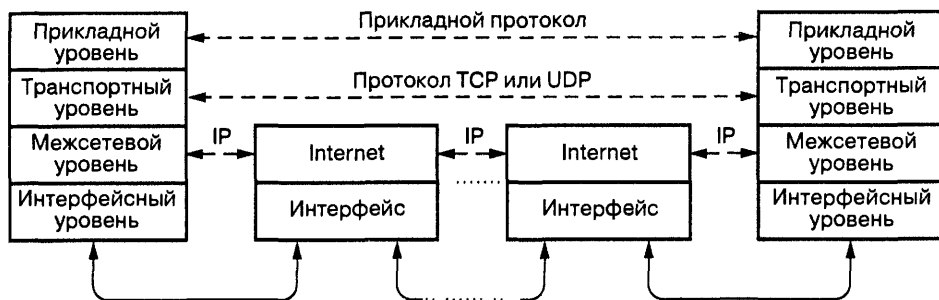 Прикладной уровень
Прикладной протокол
Прикладной уровень
Транспортный уровень
Протокол TCP или UDP
Транспортный уровень
Межсетевой уровень
IP
Internet
IP
Internet
IP
Межсетевой уровень
Интерфейсный уровень
Интерфейс
Интерфейс
Интерфейсный уровень